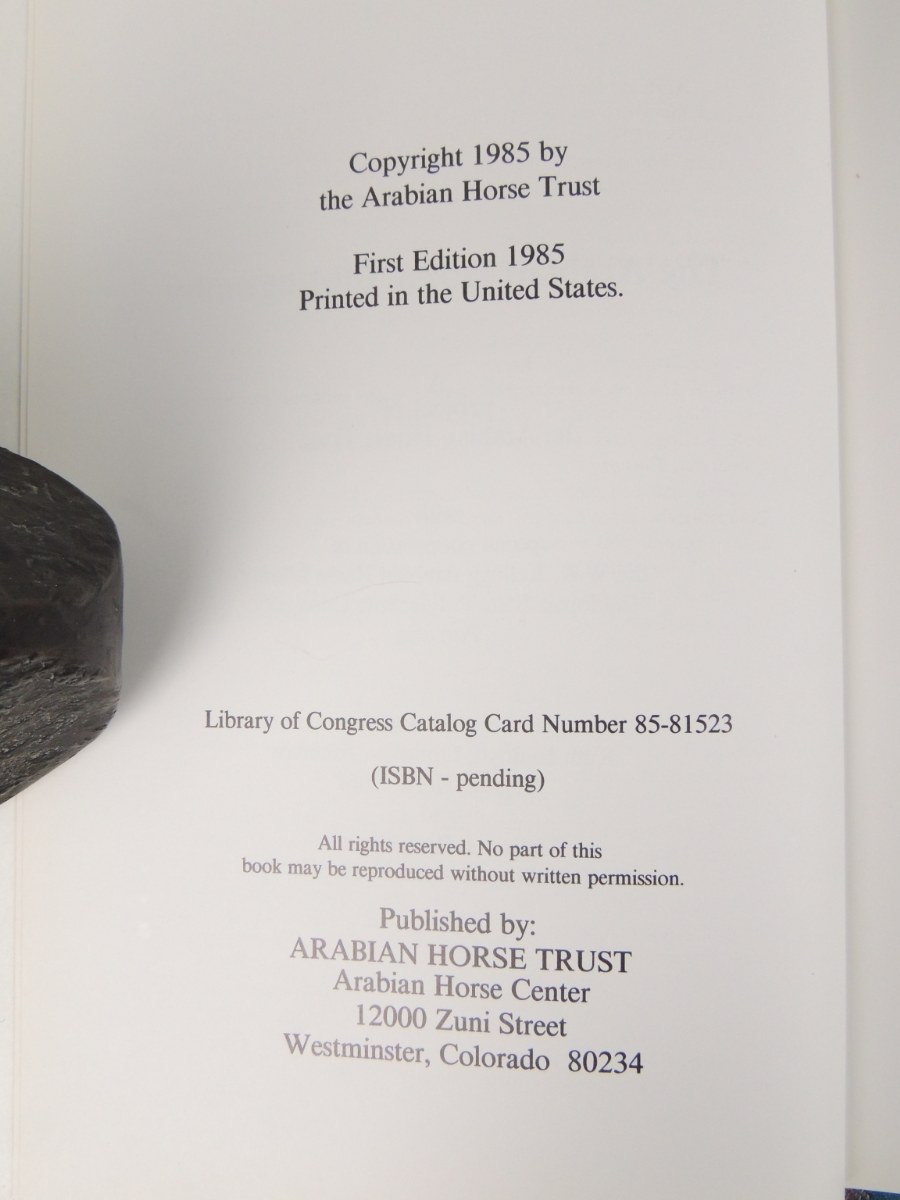 Copyright 1985 by
the Arabian Horse Trust
First Edition 1985
Printed in the United States.
Library of Congress Catalog Card Number 85-81523
(ISBN - pending)
All rights reserved. No part of this
book may be reproduced without written permission.
Published by:
ARABIAN HORSE TRUST
Arabian Horse Center
12000 Zuni Street
Westminster, Colorado 80234